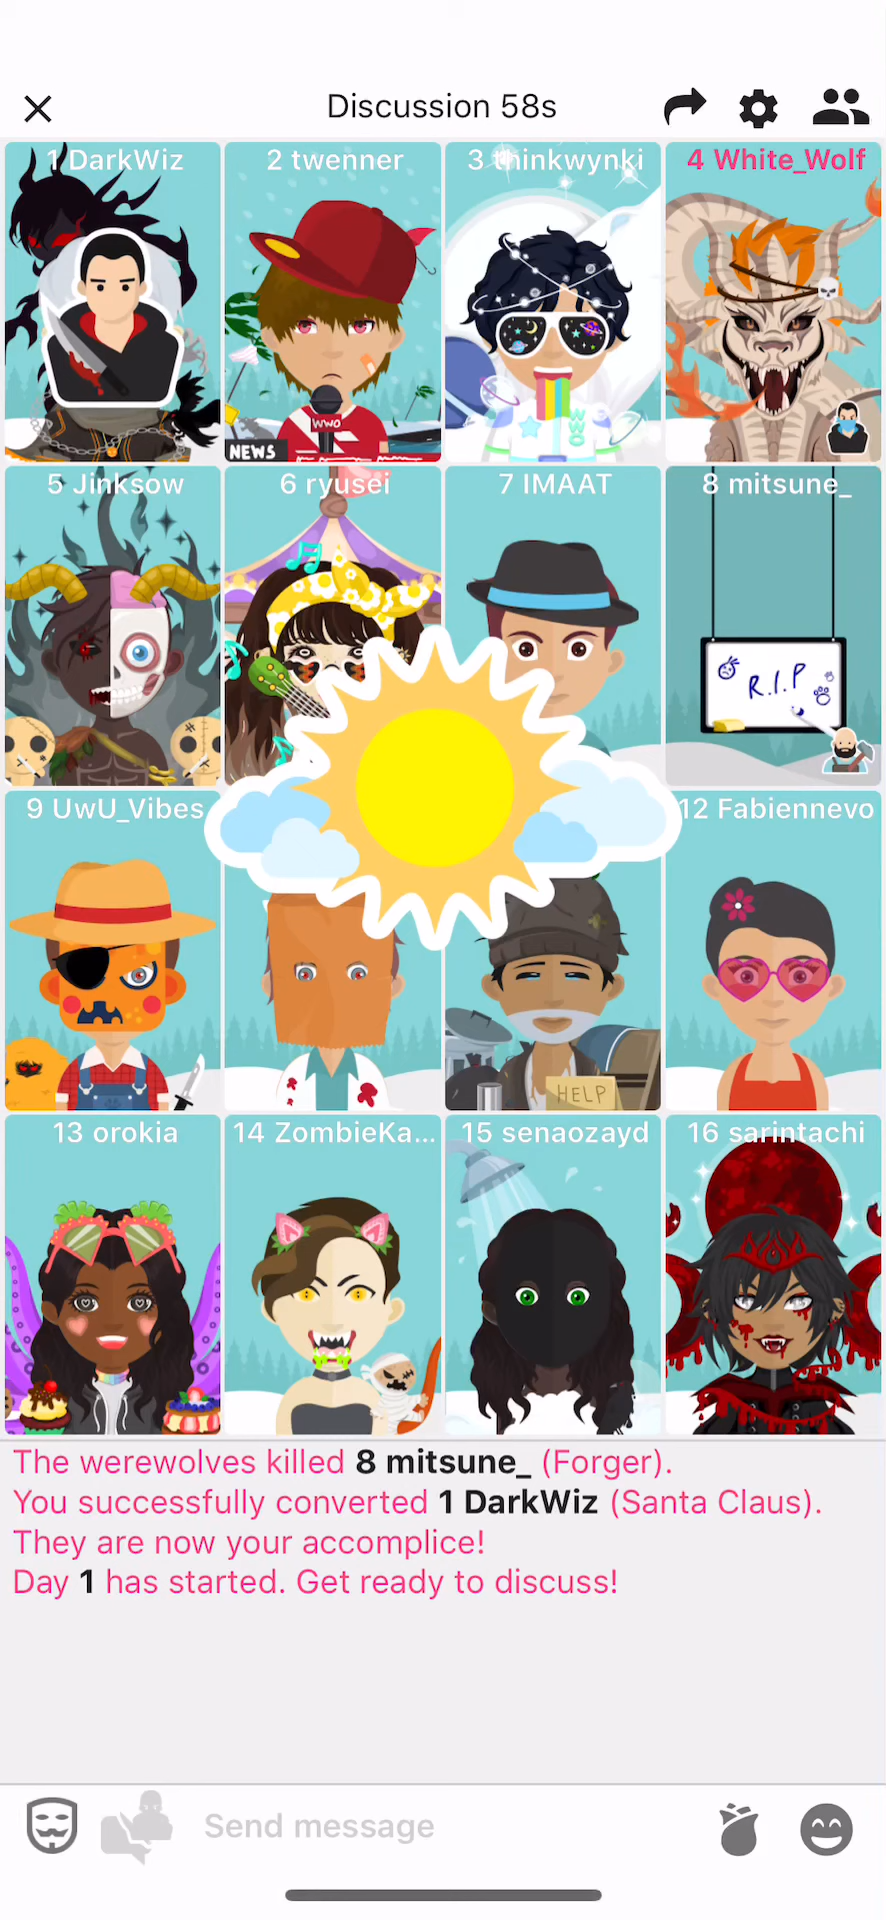 Discussion 58s
1 DarkWiz
2 twenner
3 thinkwynki
4 White_Wolf
WWO
NEWS
WWO
5 Jinksow
6 ryusei
7 IMAAT
8 mitsune_
R.I.P
9 UwU_Vibes
12 Fabiennevo
HELP
13 orokia
14 ZombieKa...
15 senaozayd
16 sarintachi
The werewolves killed 8 mitsune_ (Forger).
You successfully converted 1 DarkWiz (Santa Claus).
They are now your accomplice!
Day 1 has started. Get ready to discuss!
Send message